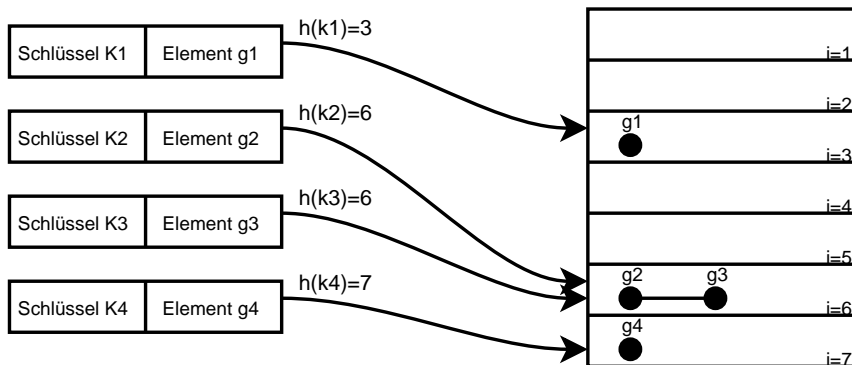 Schlüssel K1 Element g1 h(k1)=3
i=1
i=2
Schlüssel K2 Element g2 h(k2)=6
g1
i=3
Schlüssel K3 Element g3 h(k3)=6
i=4
i=5
Schlüssel K4 Element g4 h(k4)=7
g2 g3
i=6
g4
i=7